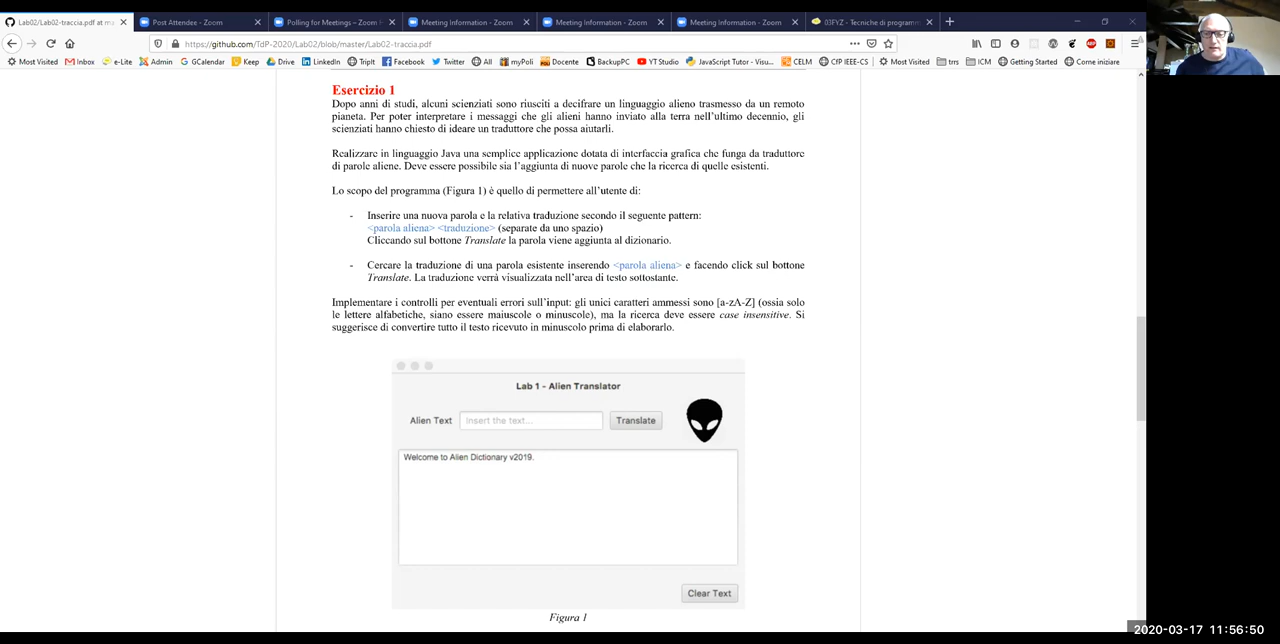 Lab02/Lab02-traccia.pdf at ma
Post Attendee - Zoom
Polling for Meetings – Zoom
Meeting Information - Zoom
Meeting Information - Zoom
Meeting Information - Zoom
03FYZ - Tecniche di program
https://github.com/TdP-2020/Lab02/blob/master/Lab02-traccia.pdf
Most Visited Inbox e-Lite Admin GCalendar Keep Drive LinkedIn TripIt Facebook Twitter All myPoli Docente BackupPC YT Studio JavaScript Tutor - Visu... CELM CfP IEEE-CS Most Visited trrs ICM Getting Started Come iniziare
Esercizio 1
Dopo anni di studi, alcuni scienziati sono riusciti a decifrare un linguaggio alieno trasmesso da un remoto
pianeta. Per poter interpretare i messaggi che gli alieni hanno inviato alla terra nell'ultimo decennio, gli
scienziati hanno chiesto di ideare un traduttore che possa aiutarli.
Realizzare in linguaggio Java una semplice applicazione dotata di interfaccia grafica che funga da traduttore
di parole aliene. Deve essere possibile sia l'aggiunta di nuove parole che la ricerca di quelle esistenti.
Lo scopo del programma (Figura 1) è quello di permettere all'utente di:
- Inserire una nuova parola e la relativa traduzione secondo il seguente pattern:
<parola aliena> <traduzione> (separate da uno spazio)
Cliccando sul bottone Translate la parola viene aggiunta al dizionario.
- Cercare la traduzione di una parola esistente inserendo <parola aliena> e facendo click sul bottone
Translate. La traduzione verrà visualizzata nell'area di testo sottostante.
Implementare i controlli per eventuali errori sull'input: gli unici caratteri ammessi sono [a-zA-Z] (ossia solo
le lettere alfabetiche, siano essere maiuscole o minuscole), ma la ricerca deve essere case insensitive. Si
suggerisce di convertire tutto il testo ricevuto in minuscolo prima di elaborarlo.
Lab 1 - Alien Translator
Alien Text Insert the text... Translate
Welcome to Alien Dictionary v2019.
Clear Text
Figura 1
2020-03-17 11:56:50